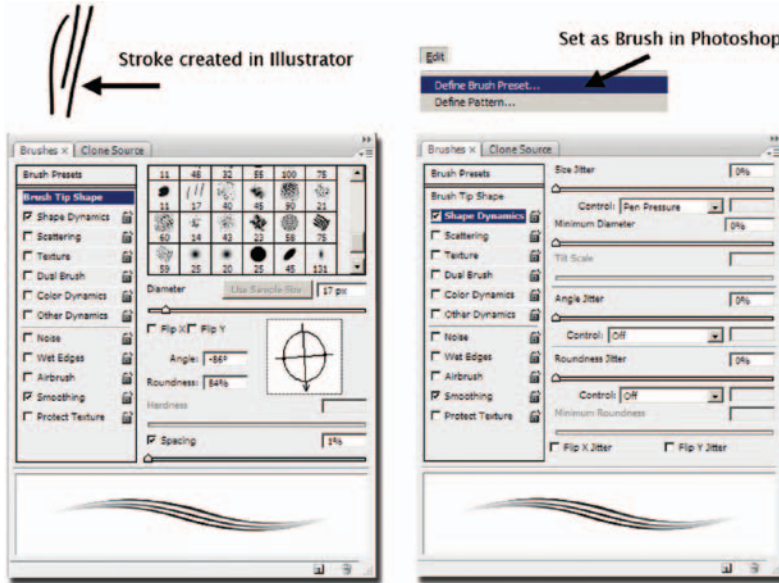 Stroke created in Illustrator
Set as Brush in Photoshop
Edit
Define Brush Preset...
Define Pattern...
Brushes × Clone Source
Brush Presets
Brush Tip Shape
Shape Dynamics
Scattering
Texture
Dual Brush
Color Dynamics
Other Dynamics
Noise
Wet Edges
Airbrush
Smoothing
Protect Texture
11 46 32 55 100 75
11 17 40 45 90 21
60 14 43 23 58 75
59 25 20 25 45 131
Diameter Use Sample Size 17 px
Flip X Flip Y
Angle: -86º
Roundness: 84%
Hardness
Spacing 1%
Brushes × Clone Source
Brush Presets
Brush Tip Shape
Shape Dynamics
Scattering
Texture
Dual Brush
Color Dynamics
Other Dynamics
Noise
Wet Edges
Airbrush
Smoothing
Protect Texture
Size Jitter 0%
Control: Pen Pressure
Minimum Diameter 0%
Tilt Scale
Angle Jitter 0%
Control: Off
Roundness Jitter 0%
Control: Off
Minimum Roundness
Flip X Jitter Flip Y Jitter